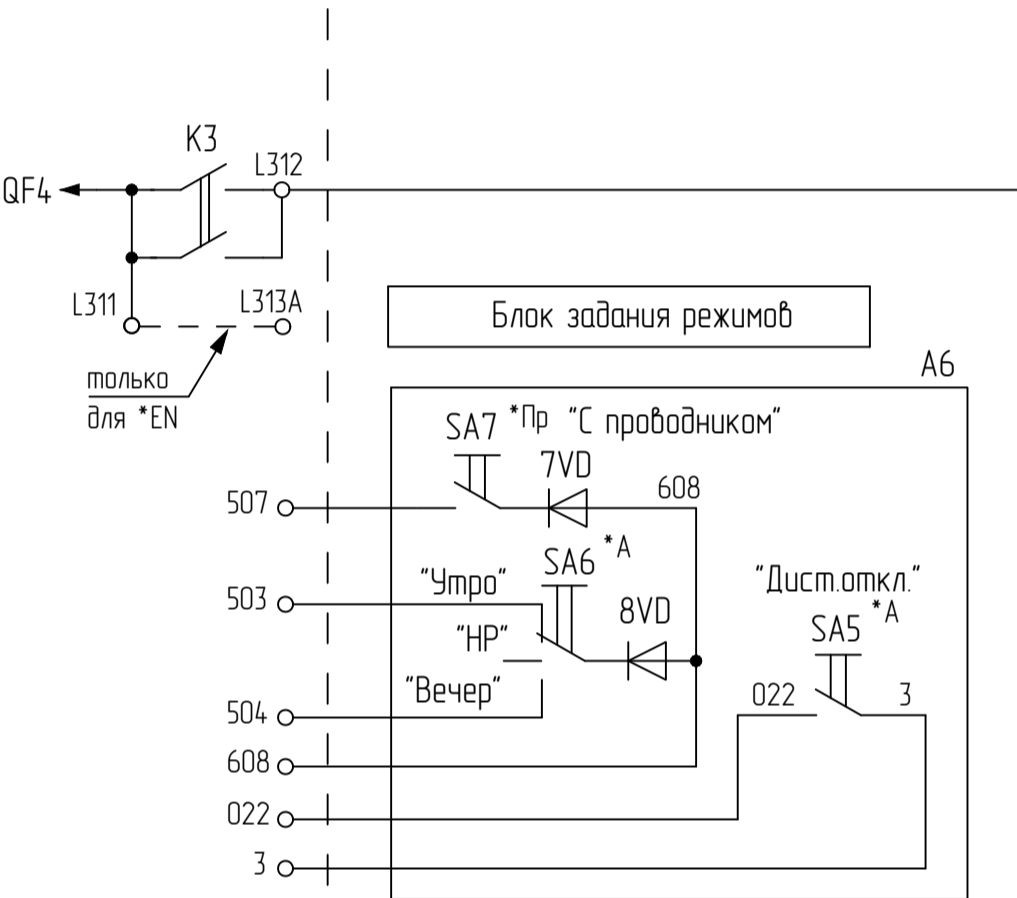 K3
L312
QF4
L311
L313A
только
для *EN
Блок задания режимов
A6
SA7 *Пр "С проводником"
7VD
608
507
SA6 *А
"Утро"
503
8VD
"НР"
"Вечер"
504
"Дист.откл."
SA5 *А
022
3
608
022
3